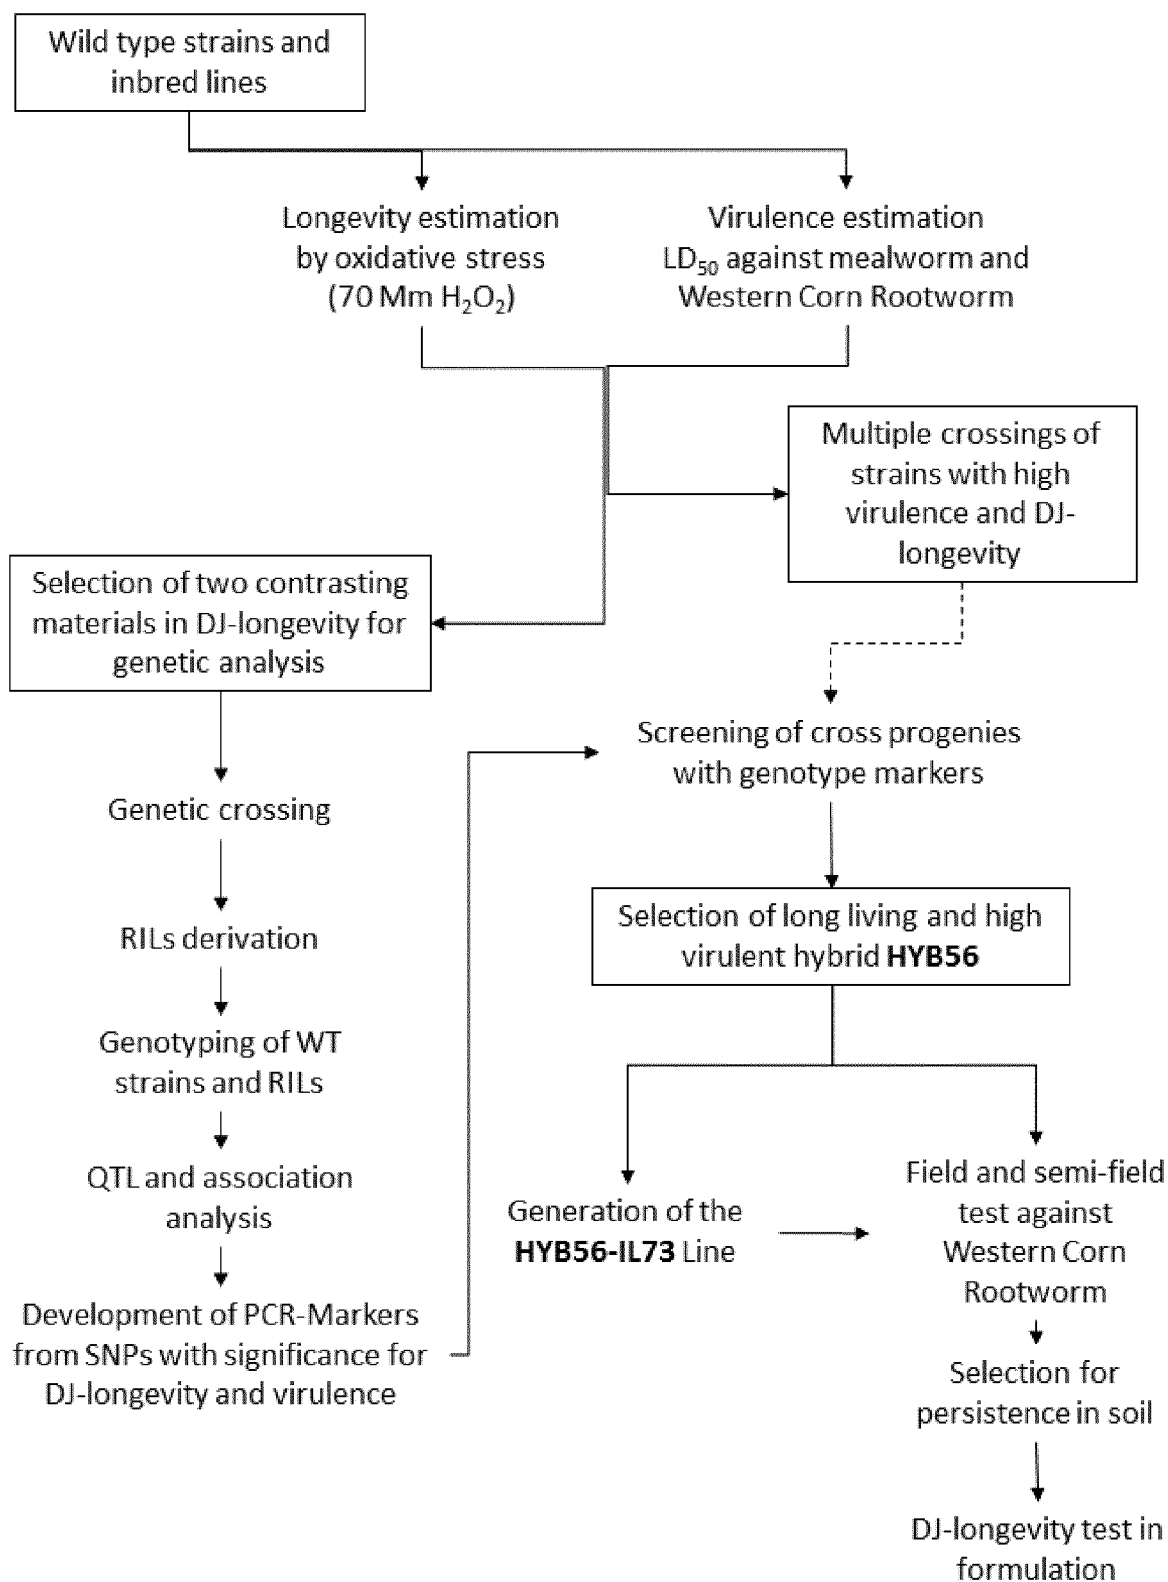 Wild type strains and
inbred lines
Longevity estimation
by oxidative stress
(70 Mm H₂O₂)
Virulence estimation
LD₅₀ against mealworm and
Western Corn Rootworm
Multiple crossings of
strains with high
virulence and DJ-
longevity
Selection of two contrasting
materials in DJ-longevity for
genetic analysis
Genetic crossing
RILs derivation
Genotyping of WT
strains and RILs
QTL and association
analysis
Development of PCR-Markers
from SNPs with significance for
DJ-longevity and virulence
Screening of cross progenies
with genotype markers
Selection of long living and high
virulent hybrid HYB56
Generation of the
HYB56-IL73 Line
Field and semi-field
test against
Western Corn
Rootworm
Selection for
persistence in soil
DJ-longevity test in
formulation